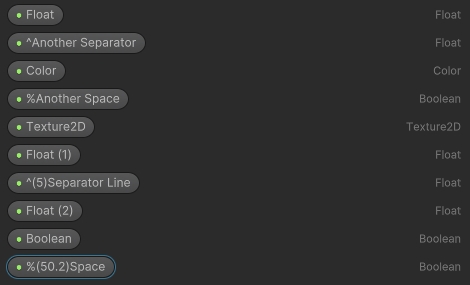 Float Float
^Another Separator Float
Color Color
%Another Space Boolean
Texture2D Texture2D
Float (1) Float
^(5)Separator Line Float
Float (2) Float
Boolean Boolean
%(50.2)Space Boolean